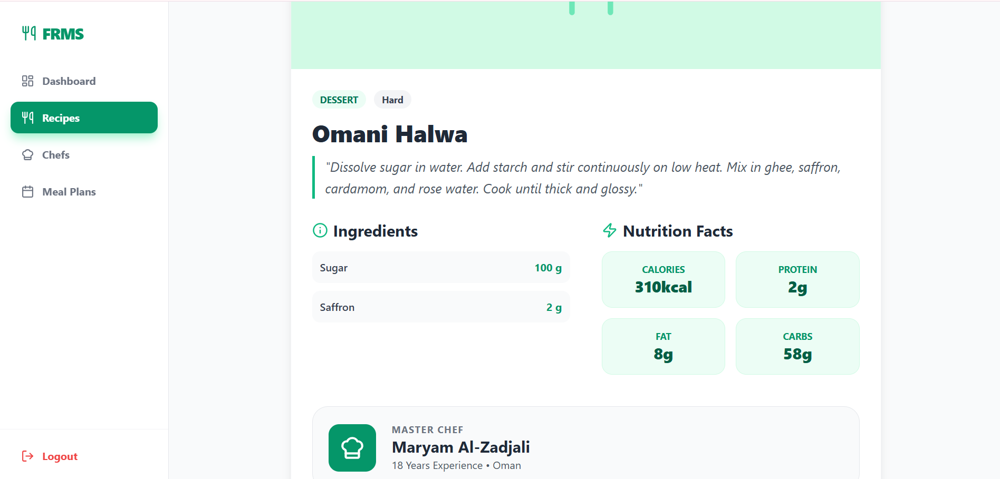 FRMS
Dashboard
Recipes
Chefs
Meal Plans
Logout
DESSERT
Hard
Omani Halwa
"Dissolve sugar in water. Add starch and stir continuously on low heat. Mix in ghee, saffron,
cardamom, and rose water. Cook until thick and glossy."
Ingredients
Sugar 100 g
Saffron 2 g
Nutrition Facts
CALORIES
310kcal
PROTEIN
2g
FAT
8g
CARBS
58g
MASTER CHEF
Maryam Al-Zadjali
18 Years Experience • Oman